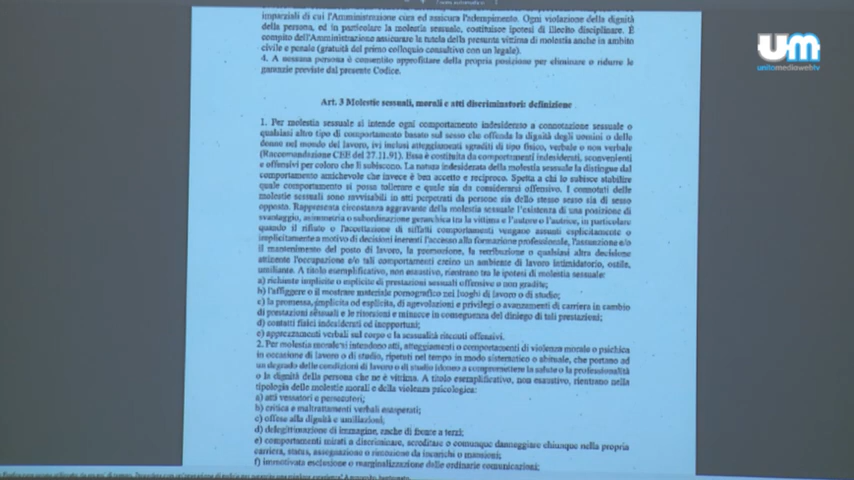 imparziali di cui l'Amministrazione cura ed assicura l'adempimento. Ogni violazione della dignità
della persona, ed in particolare la molestia sessuale, costituisce ipotesi di illecito disciplinare. È
compito dell'Amministrazione assicurare la tutela della presunta vittima di molestia anche in ambito
civile e penale (gratuità del primo colloquio consultivo con un legale).
4. A nessuna persona è consentito approfittare della propria posizione per eliminare o ridurre le
garanzie previste dal presente Codice.
um
unitomediawebtv
Art. 3 Molestie sessuali, morali e atti discriminatori: definizione
1. Per molestia sessuale si intende ogni comportamento indesiderato a connotazione sessuale o
qualsiasi altro tipo di comportamento basato sul sesso che offenda la dignità degli uomini o delle
donne nel mondo del lavoro, ivi inclusi atteggiamenti sgraditi di tipo fisico, verbale o non verbale
(Raccomandazione CEE del 27.11.91). Essa è costituita da comportamenti indesiderati, sconvenienti
e offensivi per coloro che li subiscono. La natura indesiderata della molestia sessuale la distingue dal
comportamento amichevole che invece è ben accetto e reciproco. Spetta a chi lo subisce stabilire
quale comportamento si possa tollerare e quale sia da considerarsi offensivo. I connotati delle
molestie sessuali sono ravvisabili in atti perpetrati da persone sia dello stesso sesso sia di sesso
opposto. Rappresenta circostanza aggravante della molestia sessuale l'esistenza di una posizione di
svantaggio, asimmetria o subordinazione gerarchica tra la vittima e l'autore o l'autrice, in particolare
quando il rifiuto o l'accettazione di siffatti comportamenti vengano assunti esplicitamente o
implicitamente a motivo di decisioni inerenti l'accesso alla formazione professionale, l'assunzione e/o
il mantenimento del posto di lavoro, la promozione, la retribuzione o qualsiasi altra decisione
attinente l'occupazione e/o tali comportamenti creino un ambiente di lavoro intimidatorio, ostile,
umiliante. A titolo esemplificativo, non esaustivo, rientrano tra le ipotesi di molestia sessuale:
a) richieste implicite o esplicite di prestazioni sessuali offensive o non gradite;
b) l'affiggere o il mostrare materiale pornografico nei luoghi di lavoro o di studio;
c) la promessa, implicita od esplicita, di agevolazioni e privilegi o avanzamenti di carriera in cambio
di prestazioni sessuali e le ritorsioni e minacce in conseguenza del diniego di tali prestazioni;
d) contatti fisici indesiderati ed inopportuni;
e) apprezzamenti verbali sul corpo e la sessualità ritenuti offensivi.
2. Per molestia morale si intendono atti, atteggiamenti o comportamenti di violenza morale o psichica
in occasione di lavoro o di studio, ripetuti nel tempo in modo sistematico o abituale, che portano ad
un degrado delle condizioni di lavoro o di studio idoneo a compromettere la salute o la professionalità
o la dignità della persona che ne è vittima. A titolo esemplificativo, non esaustivo, rientrano nella
tipologia delle molestie morali e della violenza psicologica:
a) atti vessatori e persecutori;
b) critica e maltrattamenti verbali esasperati;
c) offese alla dignità e umiliazioni;
d) delegittimazione di immagine, anche di fronte a terzi;
e) comportamenti mirati a discriminare, screditare o comunque danneggiare chiunque nella propria
carriera, status, assegnazione o rimozione da incarichi o mansioni;
f) immotivata esclusione o marginalizzazione dalle ordinarie comunicazioni;